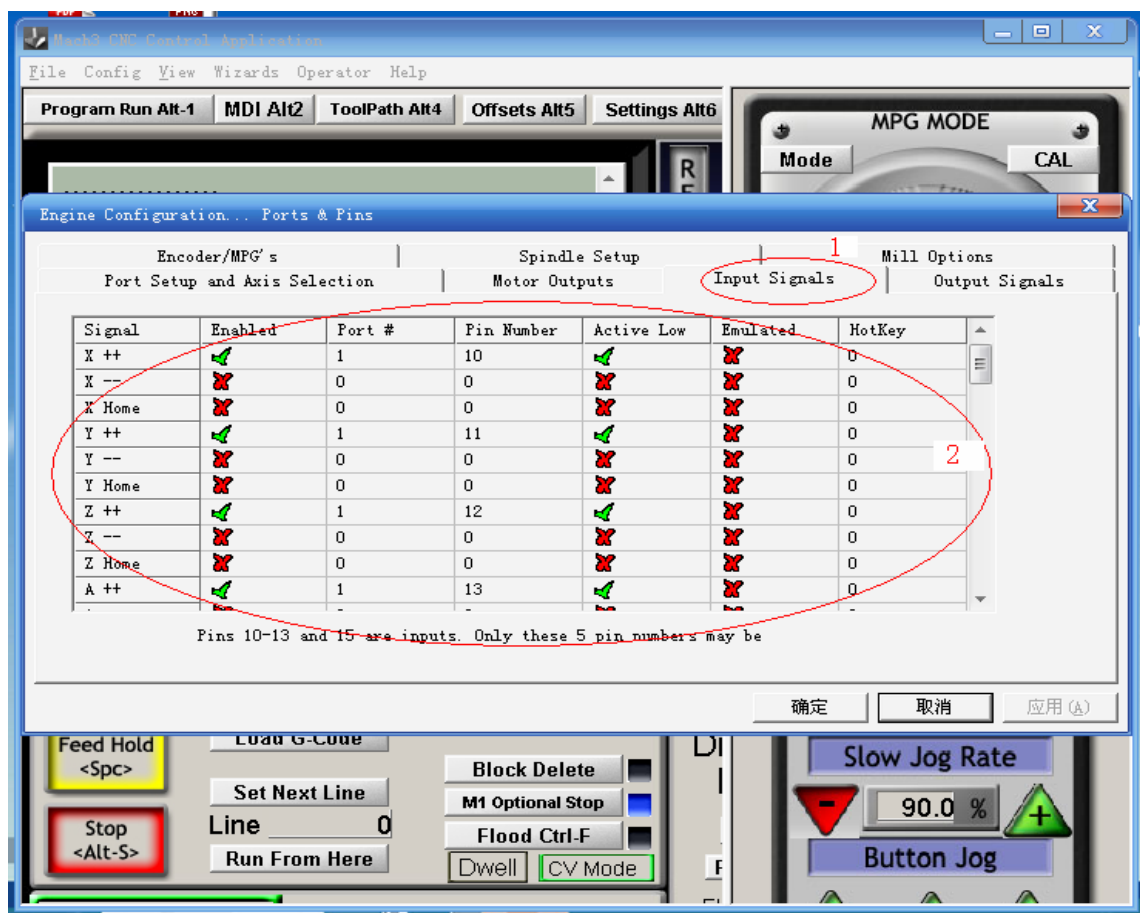 Mach3 CNC Control Application
File Config View Wizards Operator Help
Program Run Alt-1 MDI Alt2 ToolPath Alt4 Offsets Alt5 Settings Alt6
MPG MODE
Mode CAL
R
Engine Configuration... Ports & Pins
1
Encoder/MPG's Spindle Setup Mill Options
Port Setup and Axis Selection Motor Outputs Input Signals Output Signals
Signal Enabled Port # Pin Number Active Low Emulated HotKey
X ++ 1 10 0
X -- 0 0 0
X Home 0 0 0
Y ++ 1 11 0
Y -- 0 0 0
2
Y Home 0 0 0
Z ++ 1 12 0
Z -- 0 0 0
Z Home 0 0 0
A ++ 1 13 0
Pins 10-13 and 15 are inputs. Only these 5 pin numbers may be
确定 取消 应用(A)
Feed Hold
<Spc>
Load G-Code
Block Delete
Set Next Line
M1 Optional Stop
Line 0
Flood Ctrl-F
Stop
<Alt-S>
Run From Here
Dwell CV Mode
Slow Jog Rate
- 90.0 % +
Button Jog